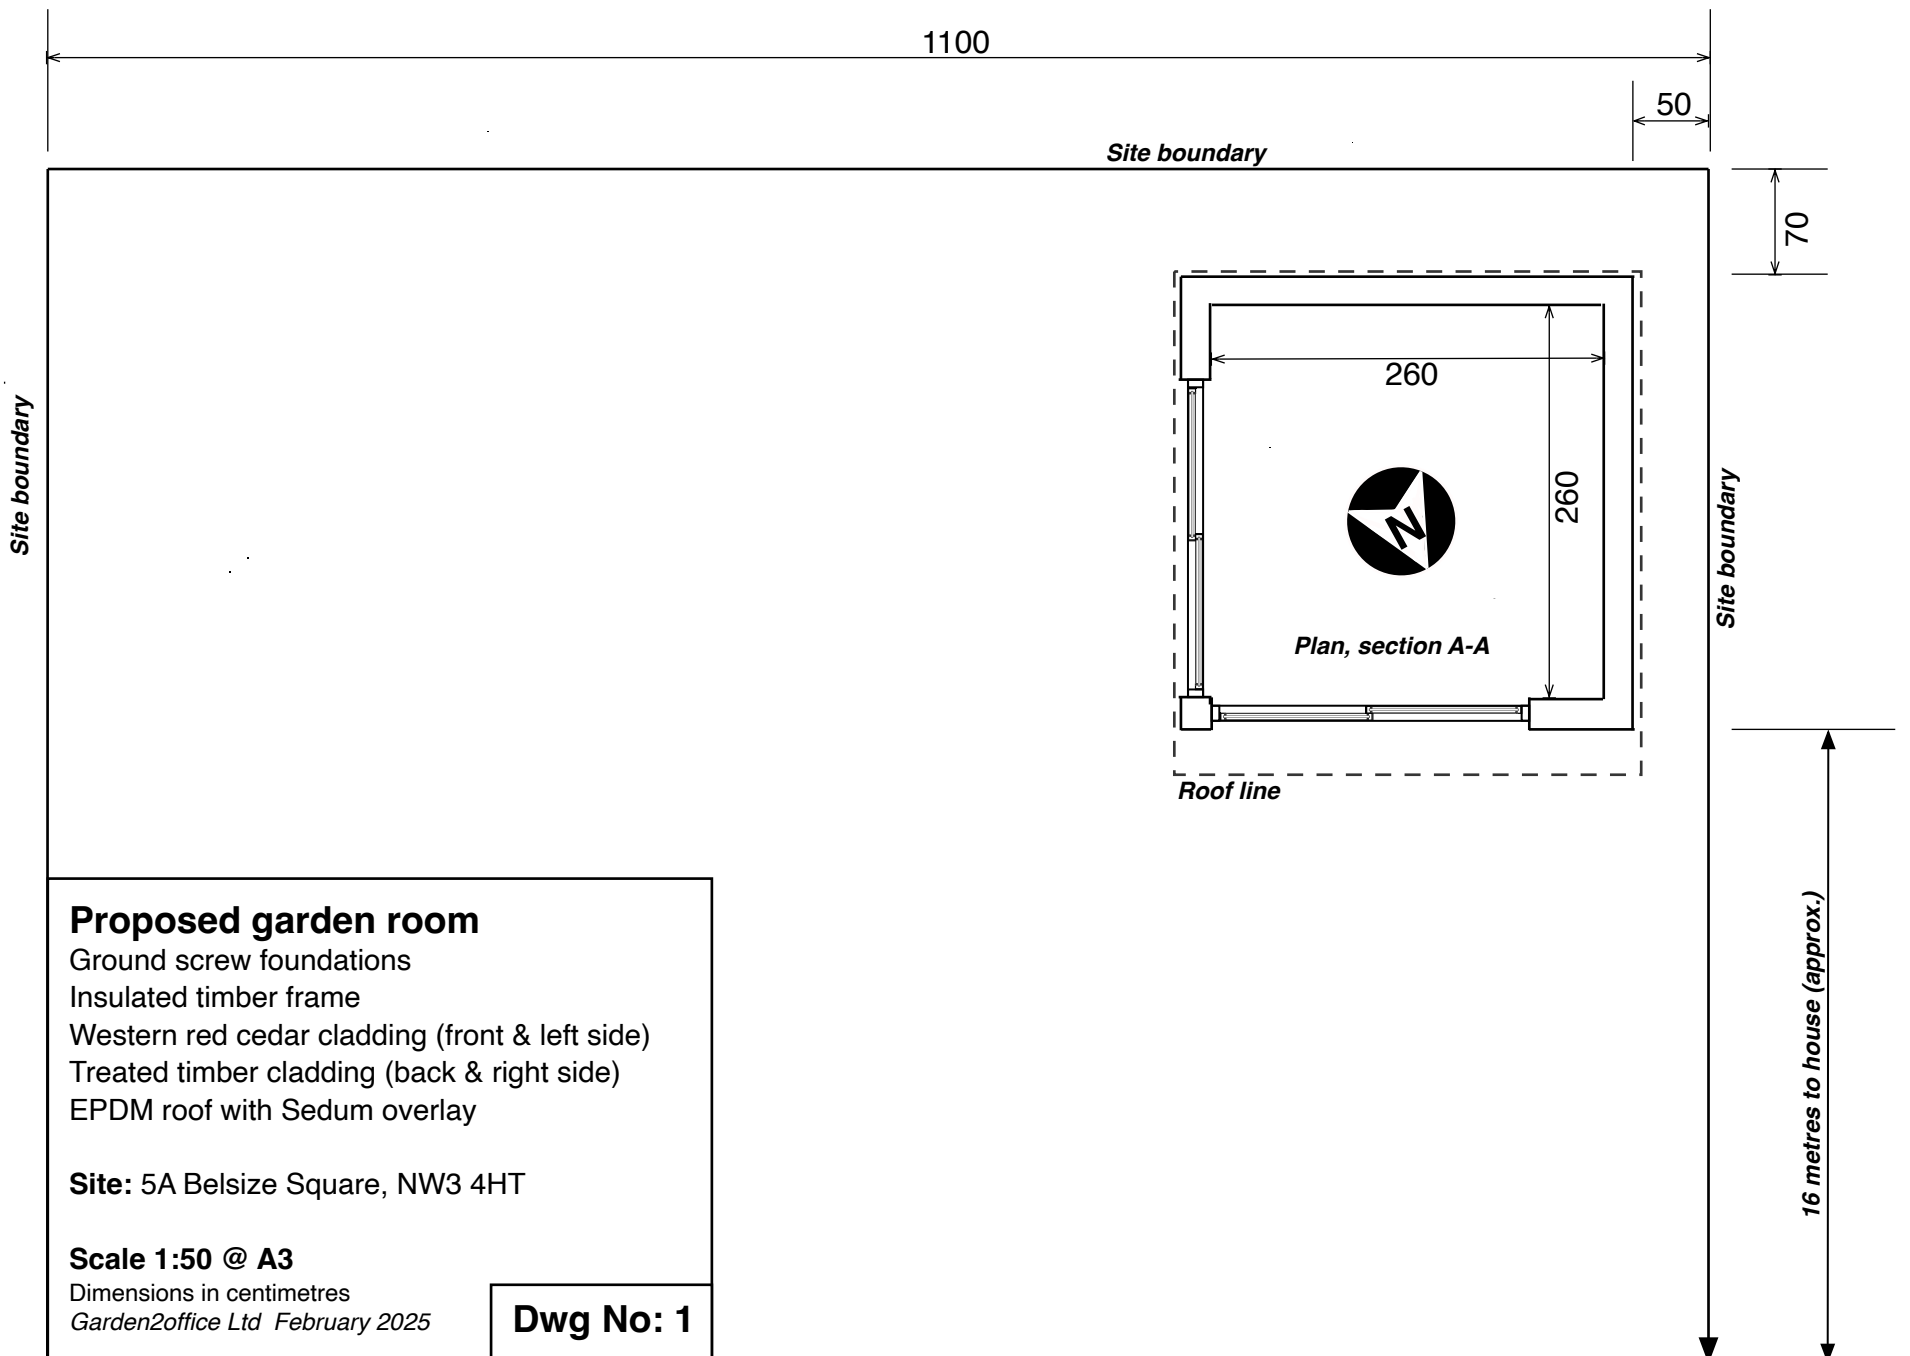 1100
50
Site boundary
70
260
Site boundary
260
Site boundary
N
Plan, section A-A
Roof line
16 metres to house (approx.)
Proposed garden room
Ground screw foundations
Insulated timber frame
Western red cedar cladding (front & left side)
Treated timber cladding (back & right side)
EPDM roof with Sedum overlay
Site: 5A Belsize Square, NW3 4HT
Scale 1:50 @ A3
Dimensions in centimetres
Garden2office Ltd February 2025
Dwg No: 1